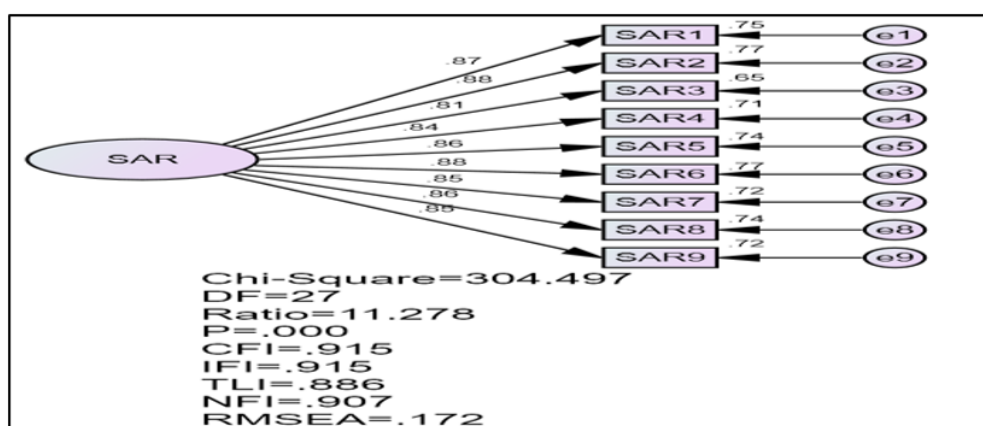 .75
SAR1
e1
.87
.77
SAR2
e2
.88
.65
SAR3
e3
.81
.71
SAR4
e4
.84
.74
SAR5
e5
.86
SAR
.77
SAR6
e6
.88
.72
SAR7
e7
.85
.74
SAR8
e8
.86
.72
SAR9
e9
.85
Chi-Square=304.497
DF=27
Ratio=11.278
P=.000
CFI=.915
IFI=.915
TLI=.886
NFI=.907
RMSEA=.172